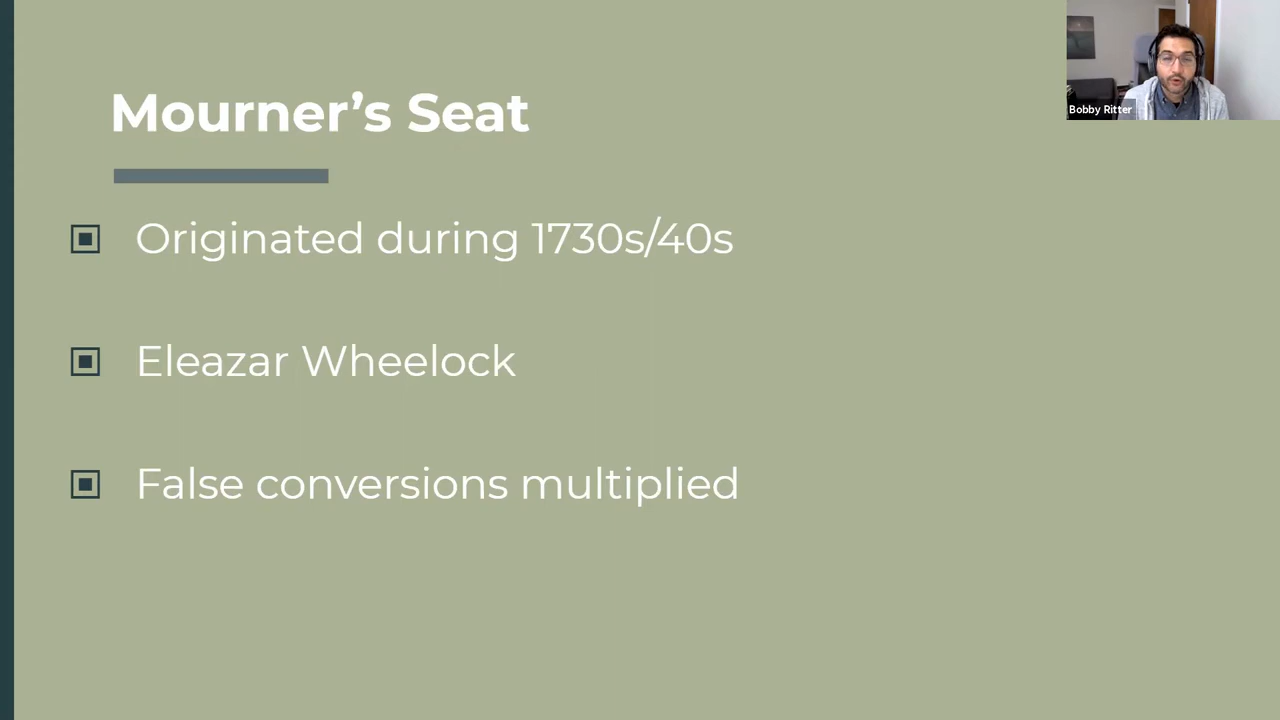 Mourner’s Seat
Originated during 1730s/40s
Eleazar Wheelock
False conversions multiplied
Bobby Ritter